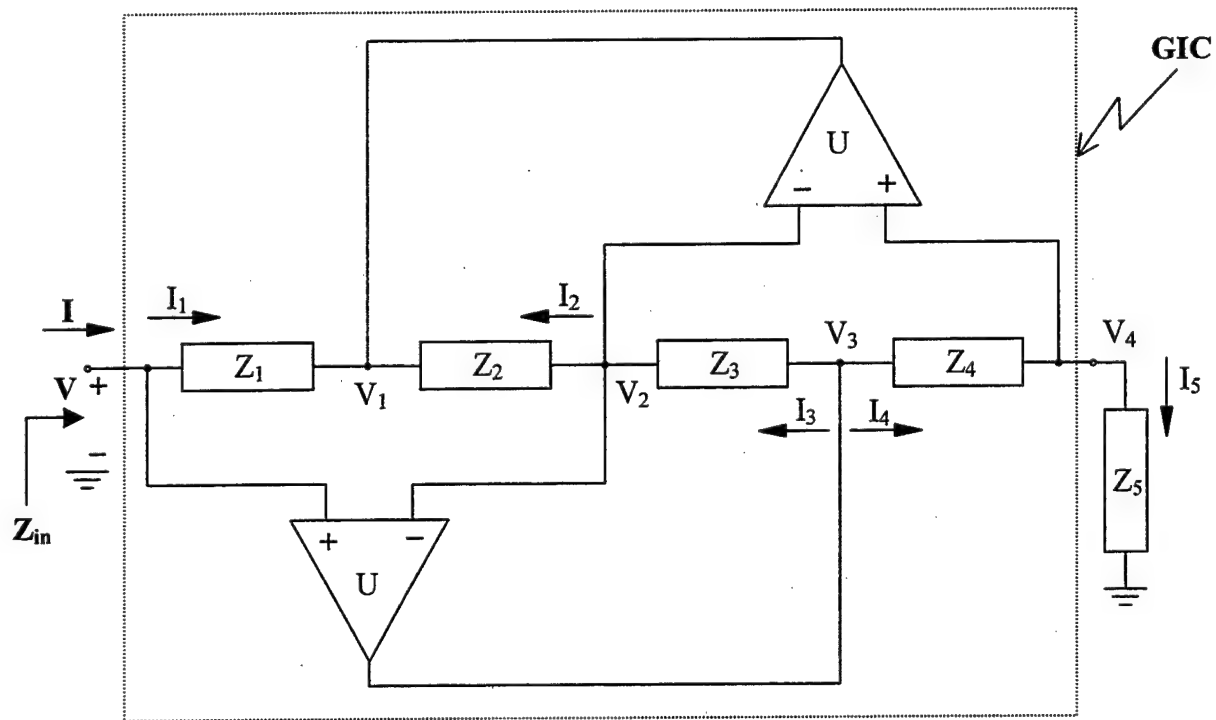 GIC
U
− +
I
I₁
I₂
V₃
V₄
V +
Z₁
Z₂
Z₃
Z₄
I₅
V₁
V₂
I₃
I₄
−
Z₅
Zᵢₙ
+ −
U